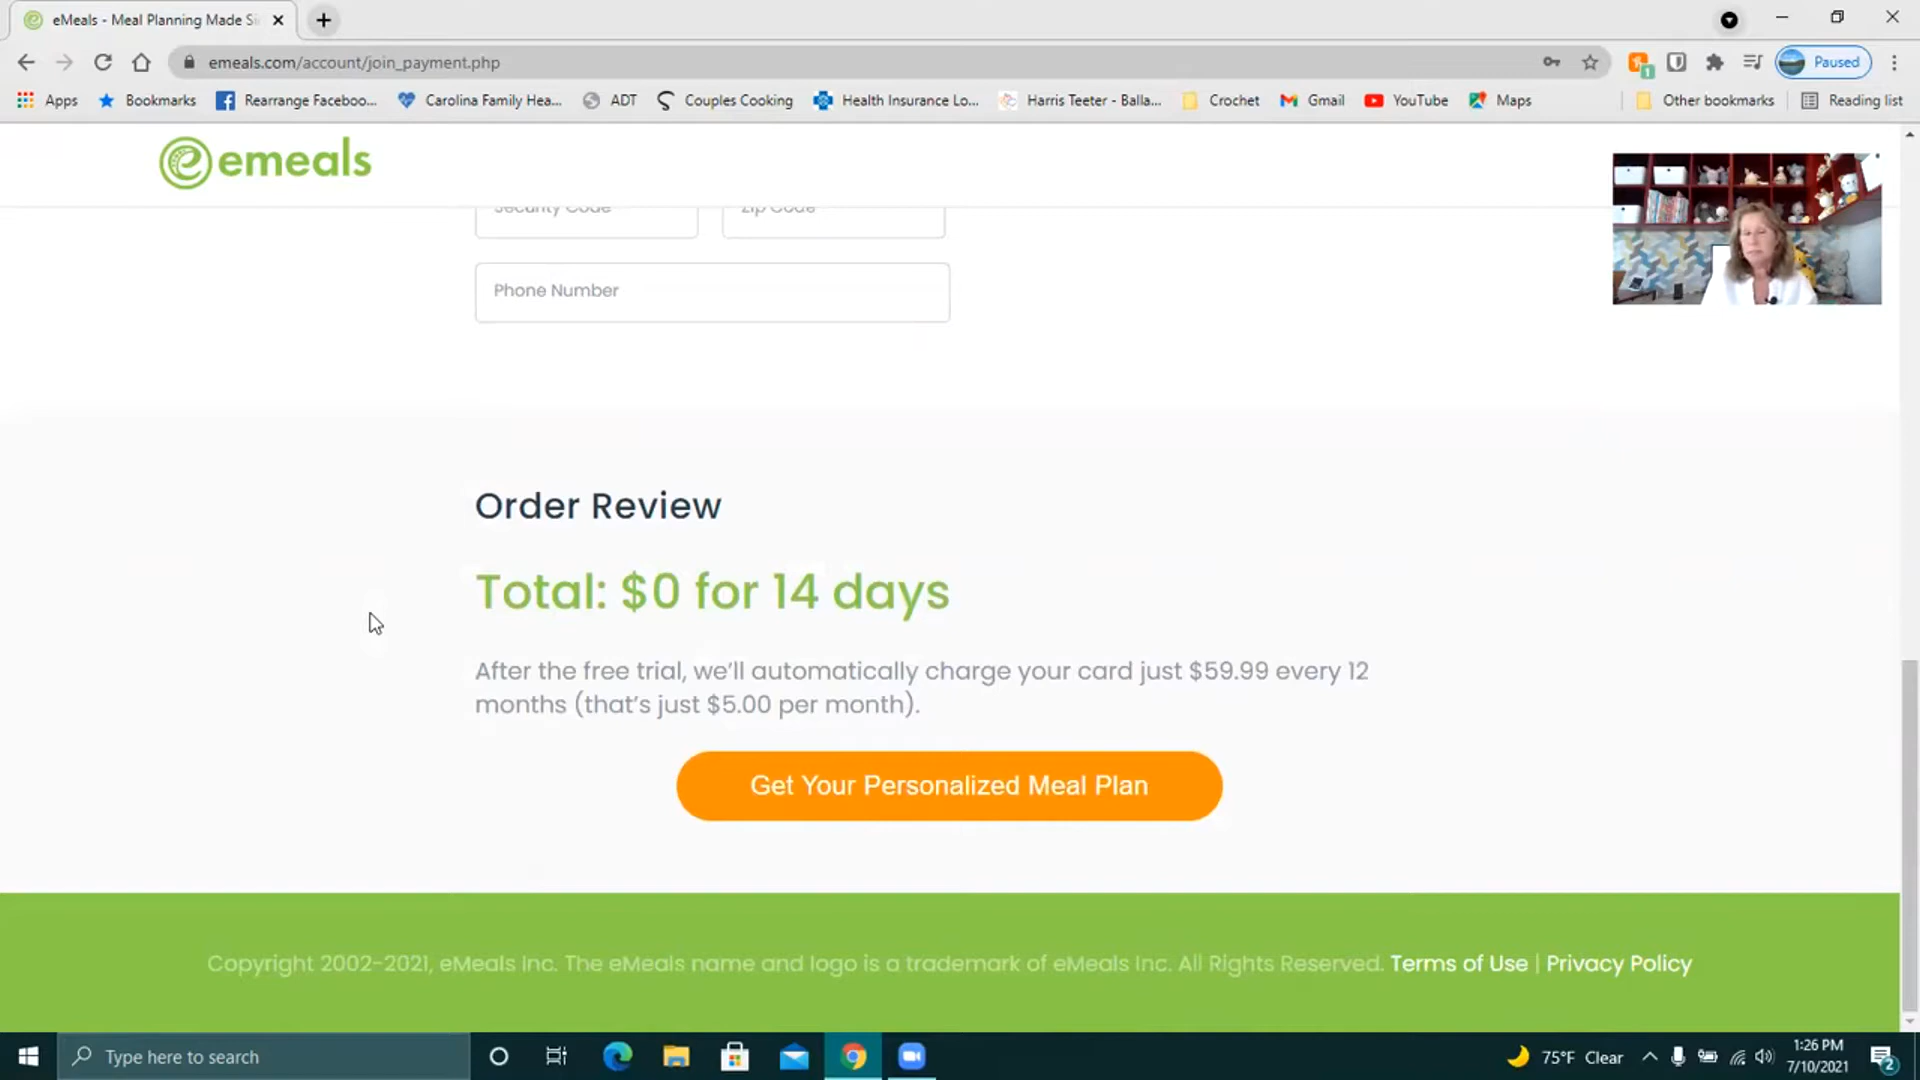 eMeals - Meal Planning Made Si
emeals.com/account/join_payment.php
Paused
Apps
Bookmarks
Rearrange Faceboo...
Carolina Family Hea...
ADT
Couples Cooking
Health Insurance Lo...
Harris Teeter - Balla...
Crochet
Gmail
YouTube
Maps
Other bookmarks
Reading list
emeals
Security Code
Zip Code
Phone Number
Order Review
Total: $0 for 14 days
After the free trial, we'll automatically charge your card just $59.99 every 12
months (that's just $5.00 per month).
Get Your Personalized Meal Plan
Copyright 2002-2021, eMeals Inc. The eMeals name and logo is a trademark of eMeals Inc. All Rights Reserved. Terms of Use | Privacy Policy
Type here to search
75°F Clear
1:26 PM
7/10/2021
2